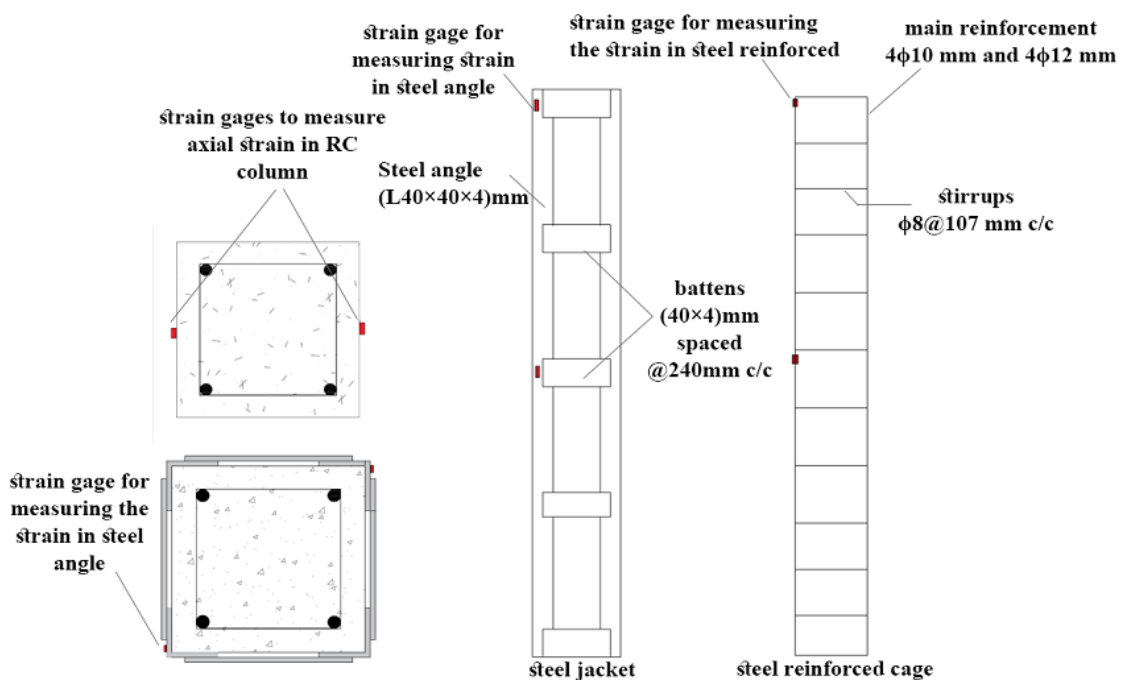 strain gages to measure
axial strain in RC
column
strain gage for
measuring the
strain in steel
angle
strain gage for
measuring strain
in steel angle
Steel angle
(L40×40×4)mm
battens
(40×4)mm
spaced
@240mm c/c
steel jacket
strain gage for measuring
the strain in steel reinforced
main reinforcement
4ϕ10 mm and 4ϕ12 mm
stirrups
ϕ8@107 mm c/c
steel reinforced cage